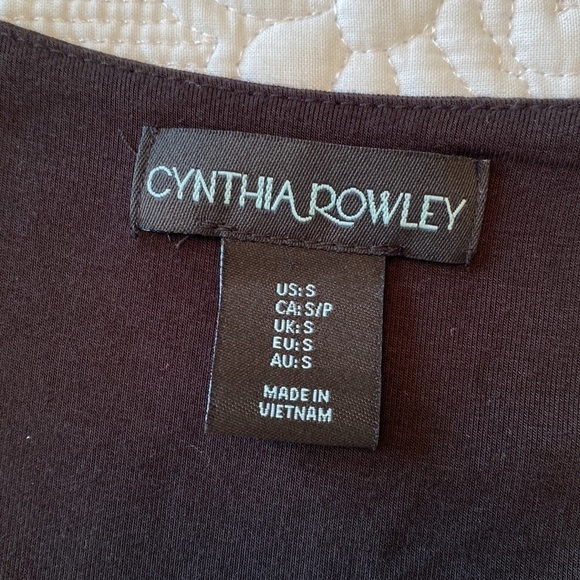 CYNTHIA ROWLEY
US: S
CA: S/P
UK: S
EU: S
AU: S
MADE IN
VIETNAM